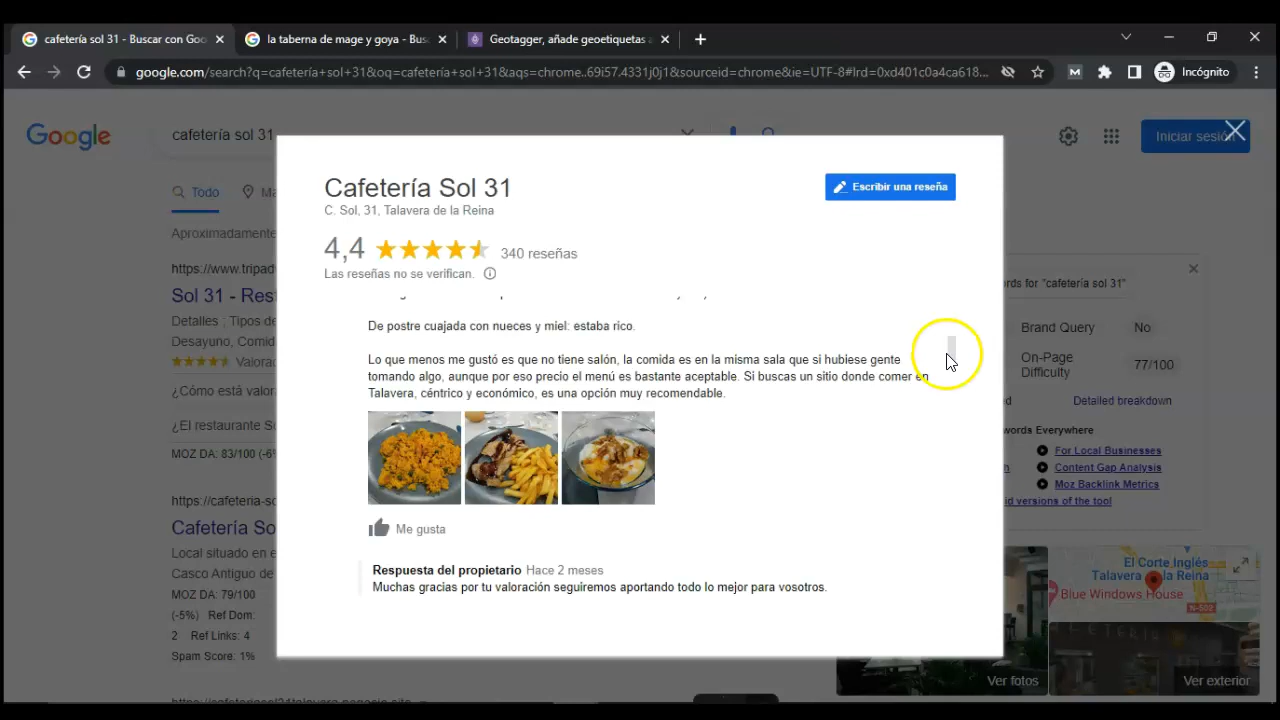 cafetería sol 31 - Buscar con Goo
la taberna de mage y goya - Bus
Geotagger, añade geoetiquetas a
google.com/search?q=cafetería+sol+31&oq=cafetería+sol+31&aqs=chrome..69i57.4331j0j1&sourceid=chrome&ie=UTF-8#lrd=0xd401c0a4ca618...
M
Incógnito
Google
cafetería sol 31
Iniciar sesión
Todo
Ma
Aproximadamente
https://www.tripad
Sol 31 - Res
Detalles ; Tipos de
Desayuno, Comid
Valora
¿Cómo está valor
¿El restaurante S
MOZ DA: 83/100 (-6%
https://cafeteria-so
Cafetería So
Local situado en e
Casco Antiguo de
MOZ DA: 79/100
(-5%) Ref Dom:
2 Ref Links: 4
Spam Score: 1%
Cafetería Sol 31
C. Sol, 31, Talavera de la Reina
Escribir una reseña
4,4
340 reseñas
Las reseñas no se verifican.
De postre cuajada con nueces y miel: estaba rico.
Lo que menos me gustó es que no tiene salón, la comida es en la misma sala que si hubiese gente
tomando algo, aunque por eso precio el menú es bastante aceptable. Si buscas un sitio donde comer en
Talavera, céntrico y económico, es una opción muy recomendable.
Me gusta
Respuesta del propietario Hace 2 meses
Muchas gracias por tu valoración seguiremos aportando todo lo mejor para vosotros.
rds for "cafetería sol 31"
Brand Query No
On-Page
Difficulty
77/100
d
Detailed breakdown
words Everywhere
For Local Businesses
h
Content Gap Analysis
Moz Backlink Metrics
id versions of the tool
El Corte Inglés
Talavera de la
Reina
Blue Windows House
N-502
Ver fotos
Ver exterior